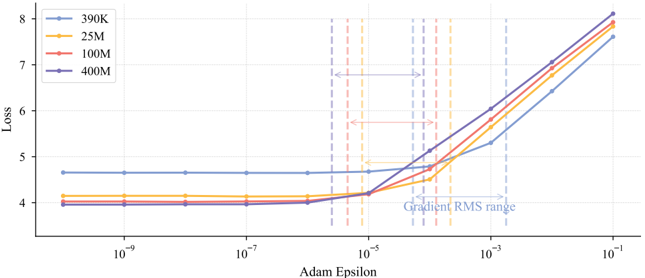 8
7
6
5
4
Loss
390K
25M
100M
400M
Gradient RMS range
10⁻⁹
10⁻⁷
10⁻⁵
10⁻³
10⁻¹
Adam Epsilon